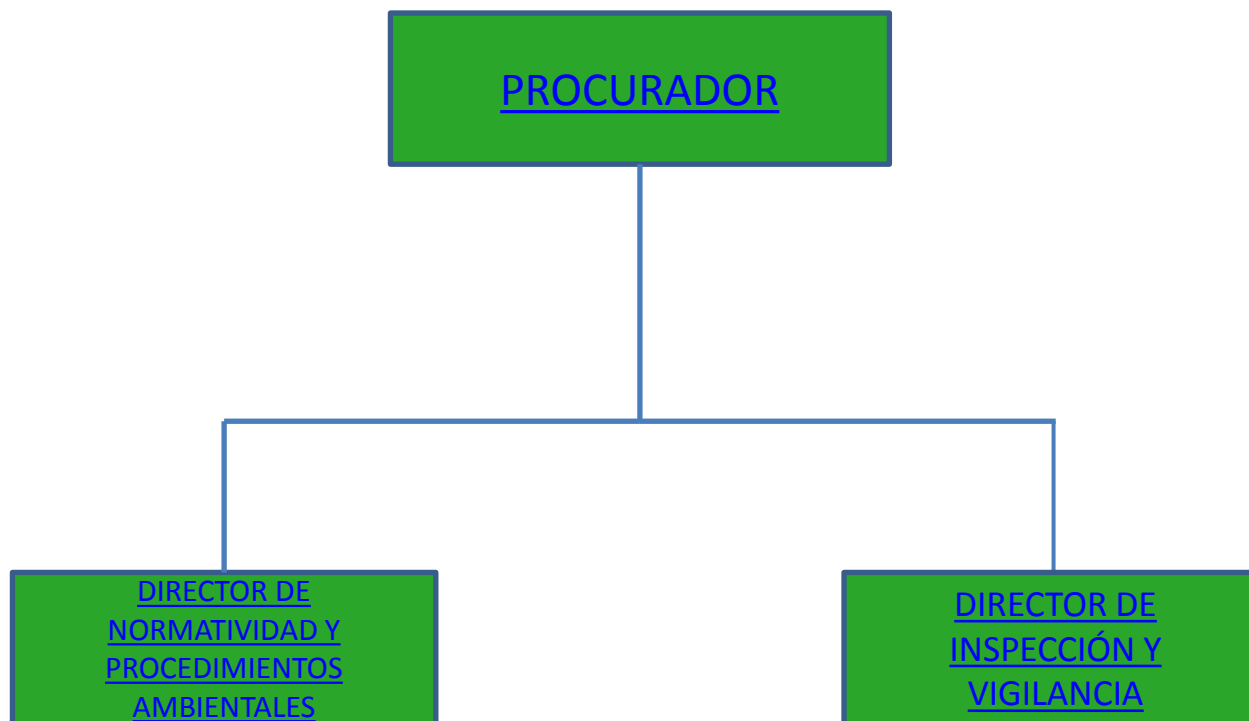 PROCURADOR
DIRECTOR DE
NORMATIVIDAD Y
PROCEDIMIENTOS
AMBIENTALES
DIRECTOR DE
INSPECCIÓN Y
VIGILANCIA